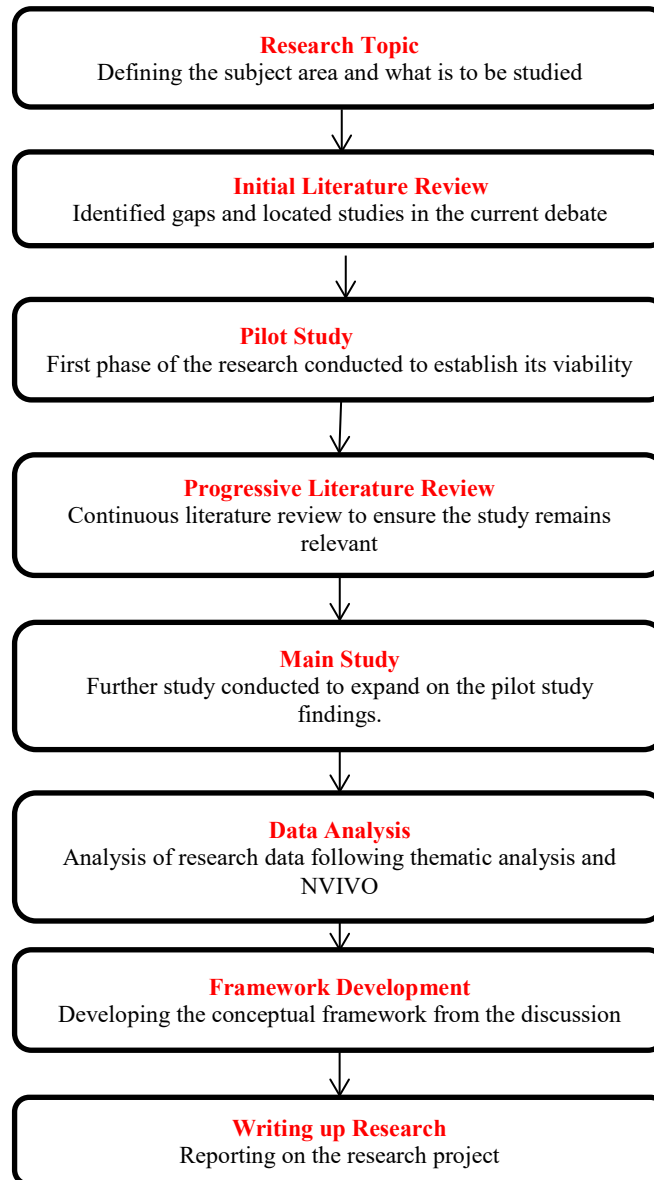 Research Topic
Defining the subject area and what is to be studied
Initial Literature Review
Identified gaps and located studies in the current debate
Pilot Study
First phase of the research conducted to establish its viability
Progressive Literature Review
Continuous literature review to ensure the study remains
relevant
Main Study
Further study conducted to expand on the pilot study
findings.
Data Analysis
Analysis of research data following thematic analysis and
NVIVO
Framework Development
Developing the conceptual framework from the discussion
Writing up Research
Reporting on the research project